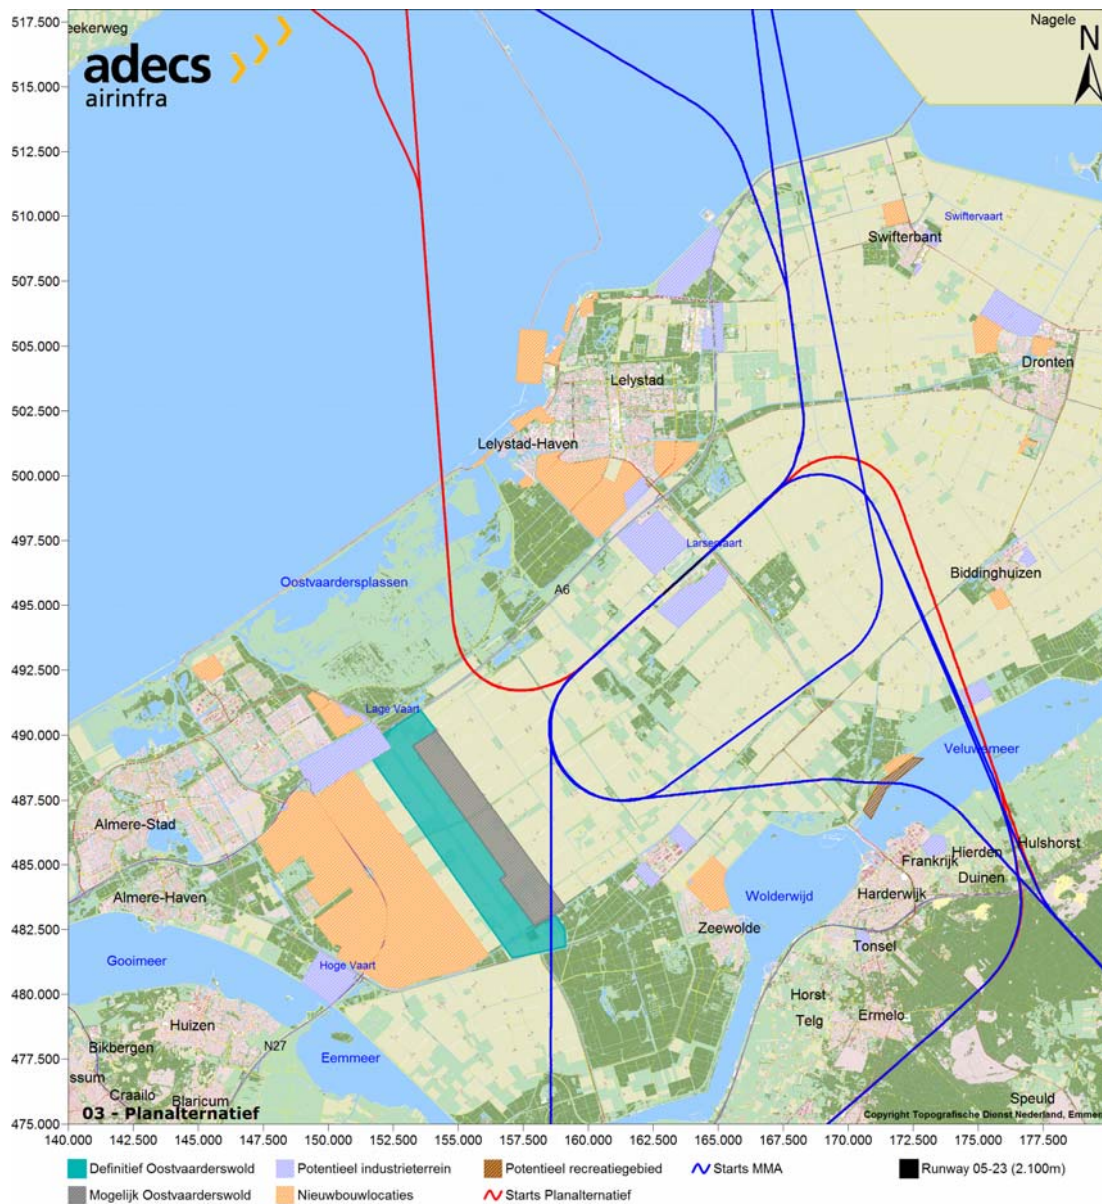 517.500
515.000
512.500
510.000
507.500
505.000
502.500
500.000
497.500
495.000
492.500
490.000
487.500
485.000
482.500
480.000
477.500
475.000
eekerweg
adecs
airinfra
Nagele
N
Swiftervaart
Swifterbant
Dronten
Lelystad
Lelystad-Haven
Larservaart
Biddinghuizen
Oostvaardersplassen
A6
Lage Vaart
Veluwemeer
Almere-Stad
Almere-Haven
Hulshorst
Hierden
Frankrijk
Duinen
Harderwijk
Wolderwijd
Zeewolde
Tonsel
Gooimeer
Hoge Vaart
Horst
Telg
Ermelo
Huizen
N27
Bikbergen
Eemmeer
ssum
Craailo
Blaricum
Speuld
03 - Planalternatief
Copyright Topografische Dienst Nederland, Emmen
140.000 142.500 145.000 147.500 150.000 152.500 155.000 157.500 160.000 162.500 165.000 167.500 170.000 172.500 175.000 177.500
Definitief Oostvaarderswold Potentieel industrieterrein Potentieel recreatiegebied Starts MMA Runway 05-23 (2.100m)
Mogelijk Oostvaarderswold Nieuwbouwlocaties Starts Planalternatief